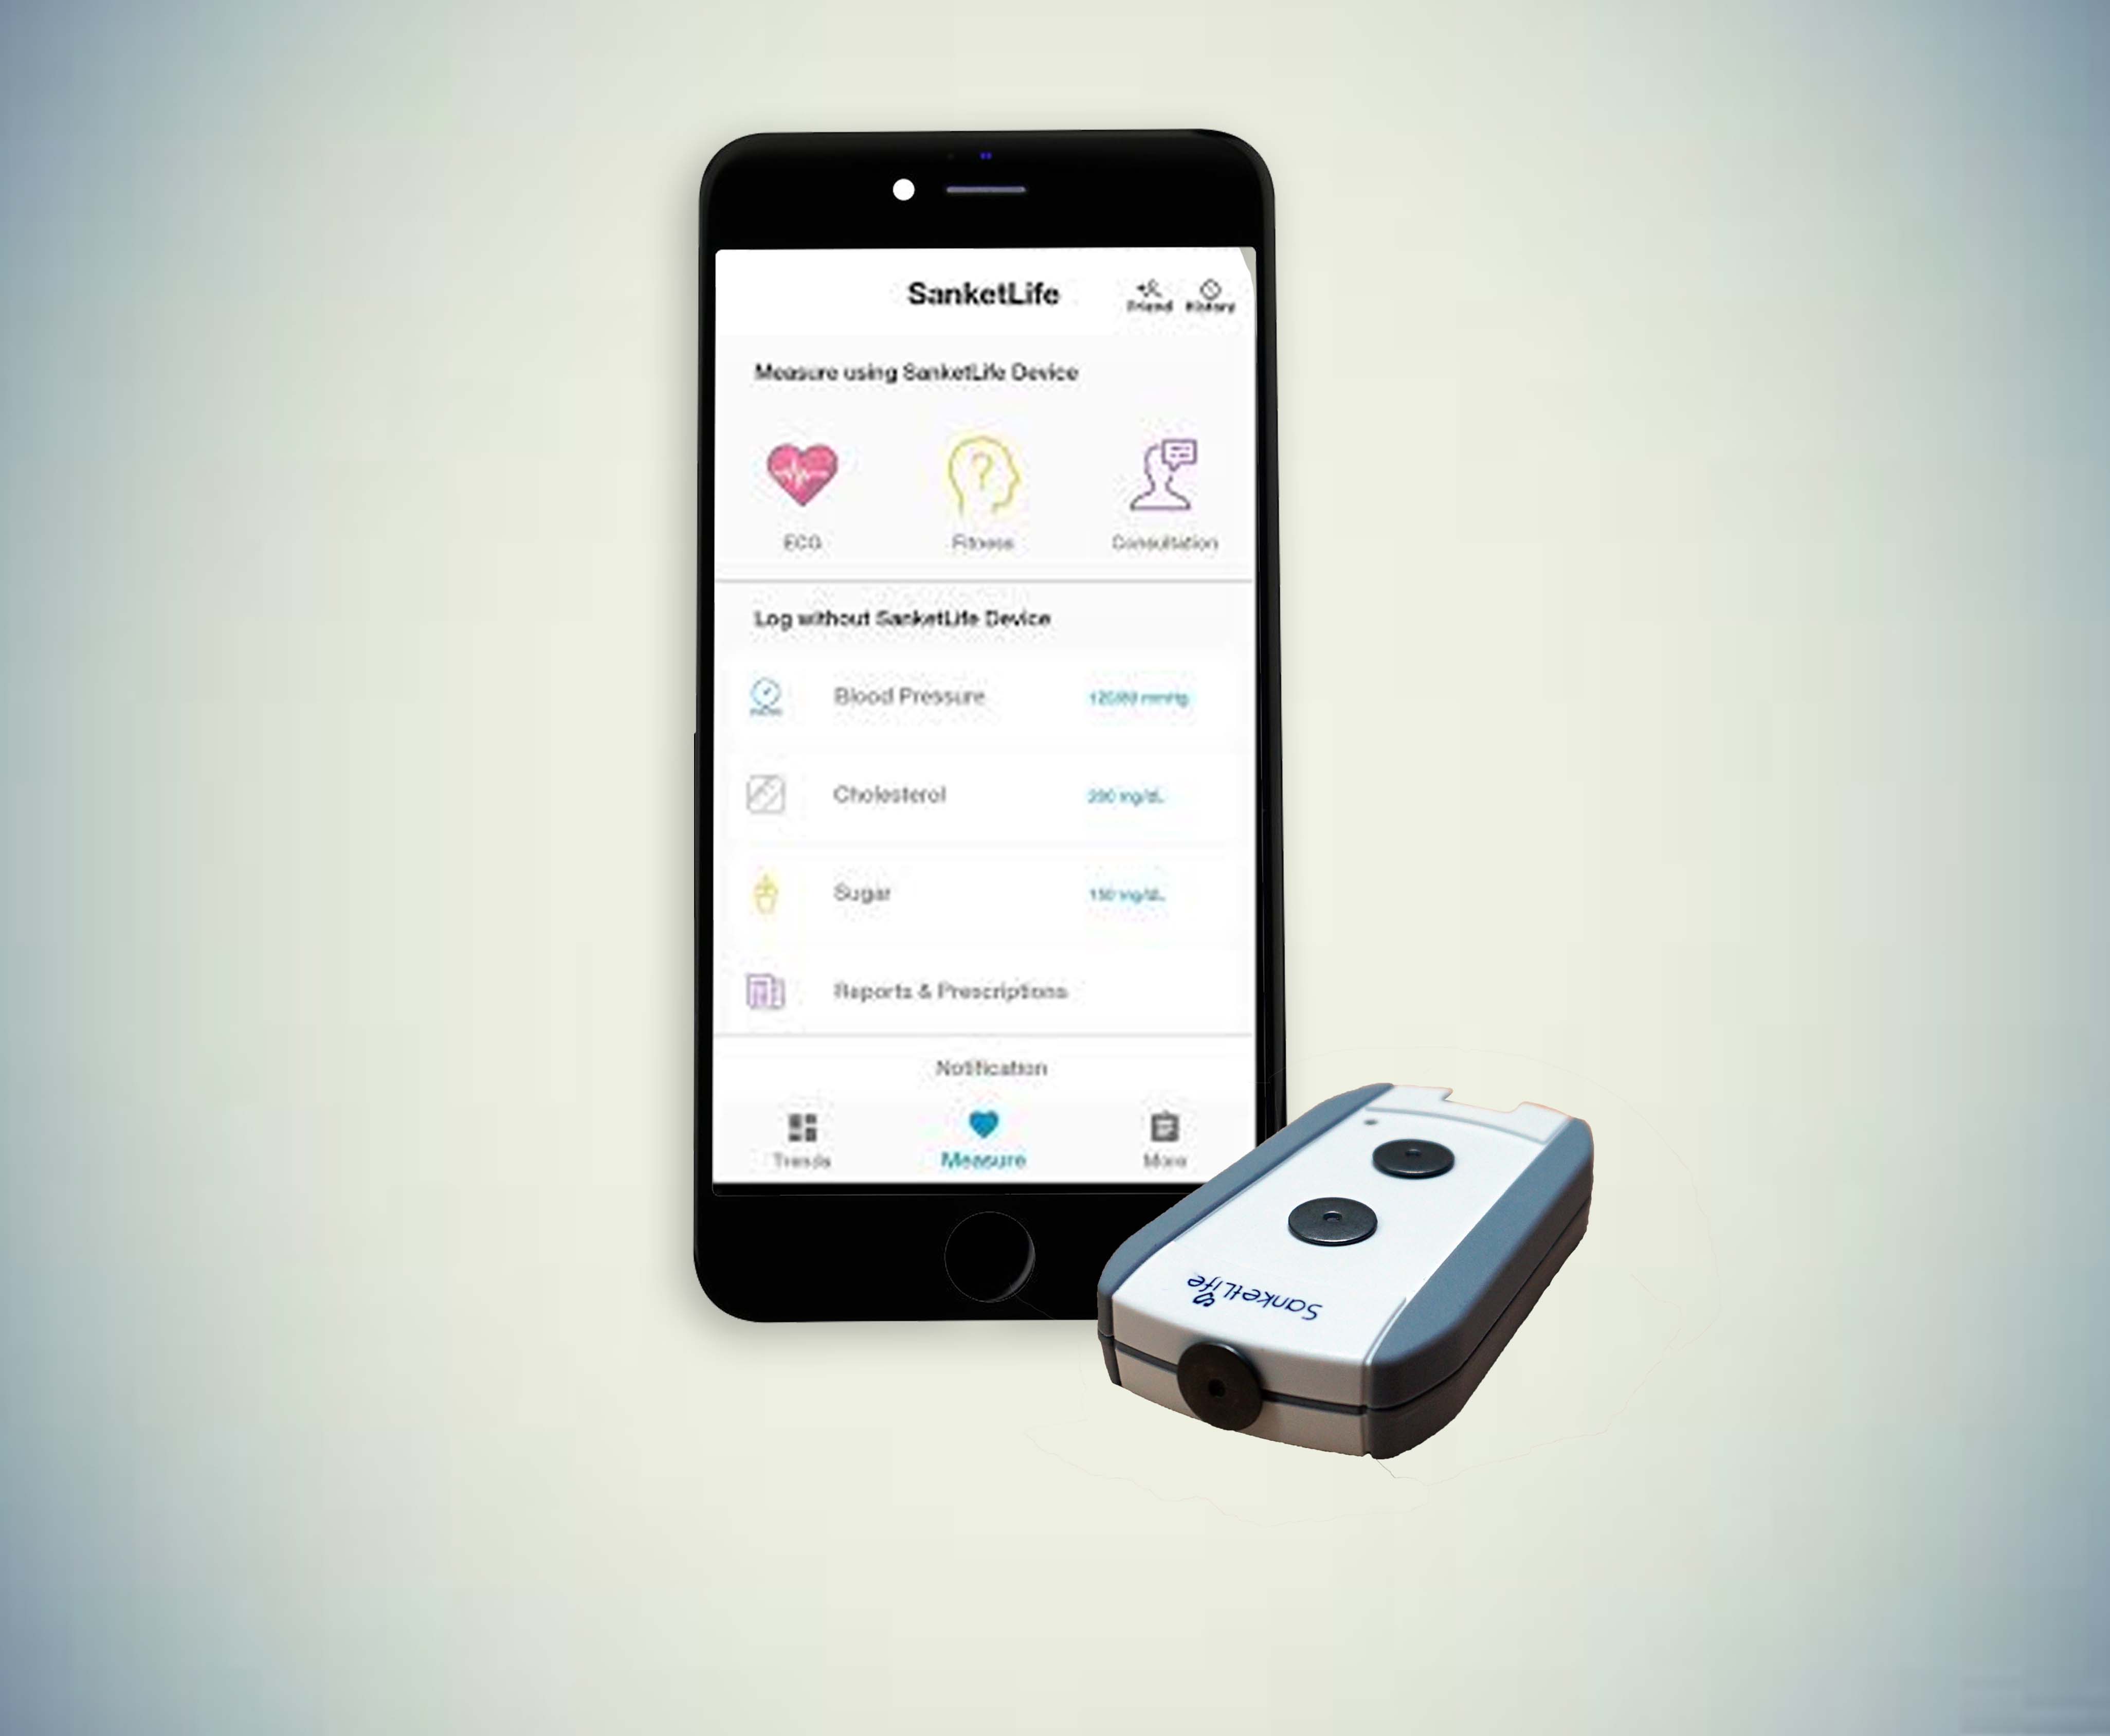 SanketLife
Friend History
Measure using SanketLife Device
ECG Fitness Consultation
Log without SanketLife Device
Blood Pressure 120/80 mmHg
Cholesterol 200 mg/dL
Sugar 150 mg/dL
Reports & Prescriptions
Notification
Trends Measure More
SanketLife